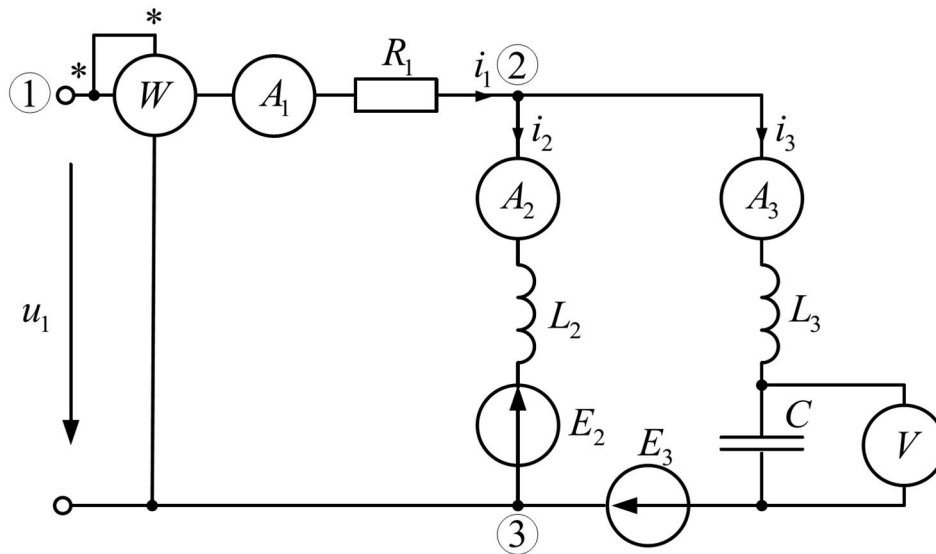 *
*
①
W
A₁
R₁
i₁
②
i₂
i₃
A₂
A₃
u₁
L₂
L₃
E₂
E₃
C
V
③